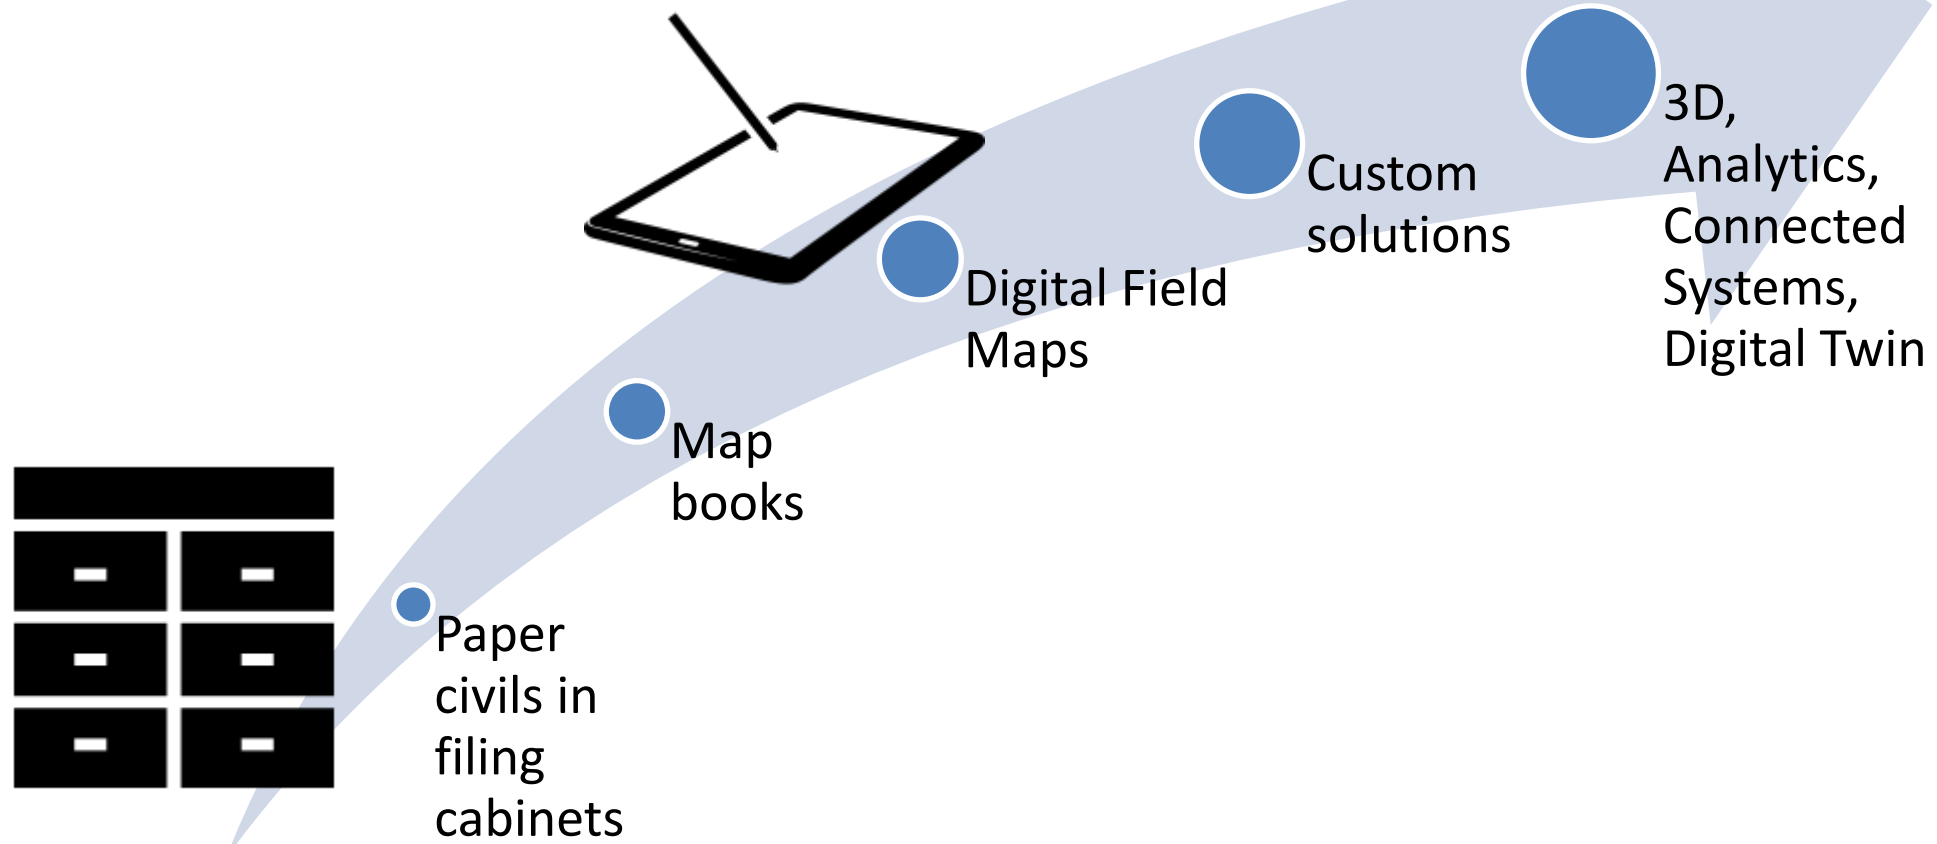 Paper
civils in
filing
cabinets
Map
books
Digital Field
Maps
Custom
solutions
3D,
Analytics,
Connected
Systems,
Digital Twin